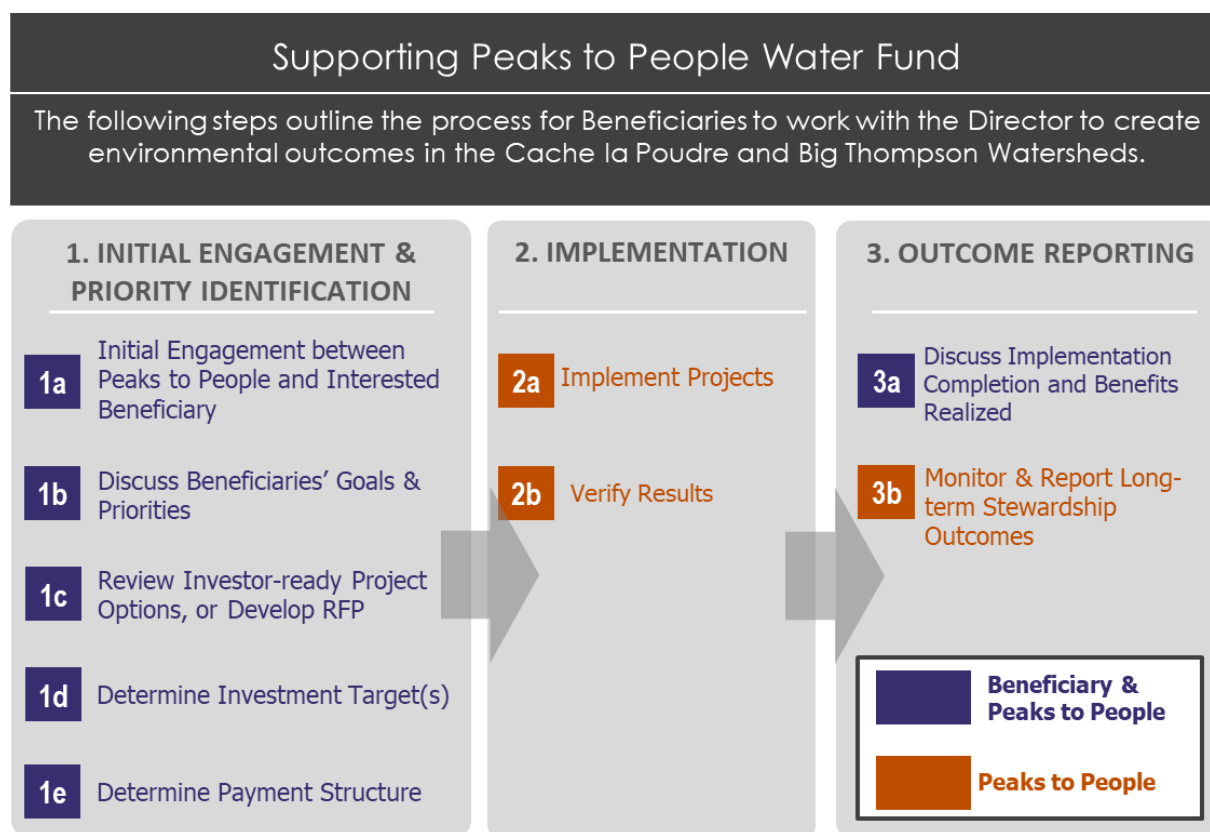 Supporting Peaks to People Water Fund
The following steps outline the process for Beneficiaries to work with the Director to create
environmental outcomes in the Cache la Poudre and Big Thompson Watersheds.
1. INITIAL ENGAGEMENT &
PRIORITY IDENTIFICATION
1a
Initial Engagement between
Peaks to People and Interested
Beneficiary
1b
Discuss Beneficiaries’ Goals &
Priorities
1c
Review Investor-ready Project
Options, or Develop RFP
1d
Determine Investment Target(s)
1e
Determine Payment Structure
2. IMPLEMENTATION
2a
Implement Projects
2b
Verify Results
3. OUTCOME REPORTING
3a
Discuss Implementation
Completion and Benefits
Realized
3b
Monitor & Report Long-
term Stewardship
Outcomes
Beneficiary &
Peaks to People
Peaks to People